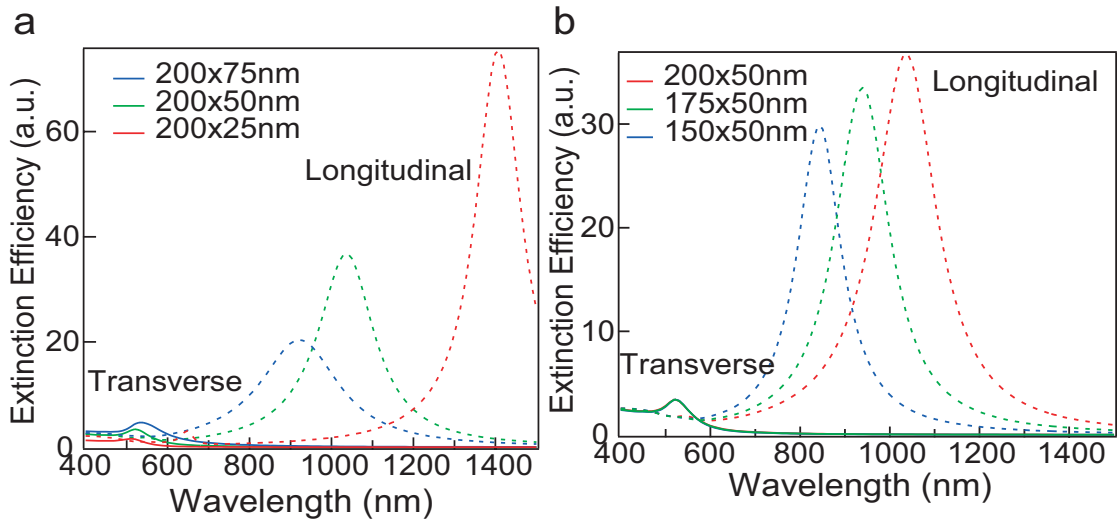 a
Extinction Efficiency (a.u.)
60
40
20
0
200x75nm
200x50nm
200x25nm
Longitudinal
Transverse
400 600 800 1000 1200 1400
Wavelength (nm)
b
Extinction Efficiency (a.u.)
30
20
10
0
200x50nm
175x50nm
150x50nm
Longitudinal
Transverse
400 600 800 1000 1200 1400
Wavelength (nm)